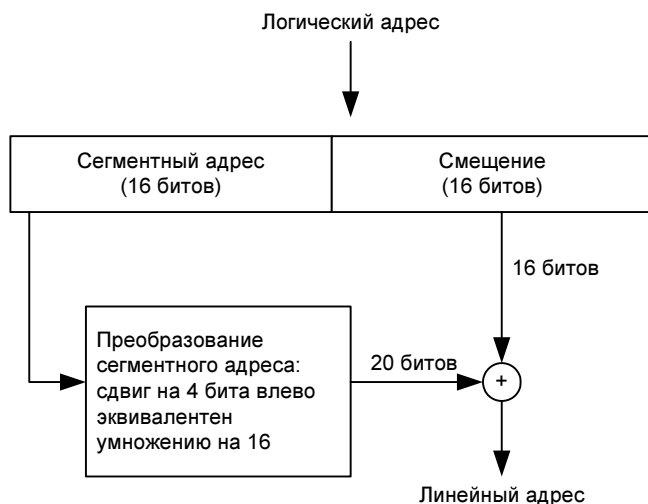 Логический адрес
Сегментный адрес
(16 битов)
Смещение
(16 битов)
16 битов
Преобразование
сегментного адреса:
сдвиг на 4 бита влево
эквивалентен
умножению на 16
20 битов
+
Линейный адрес